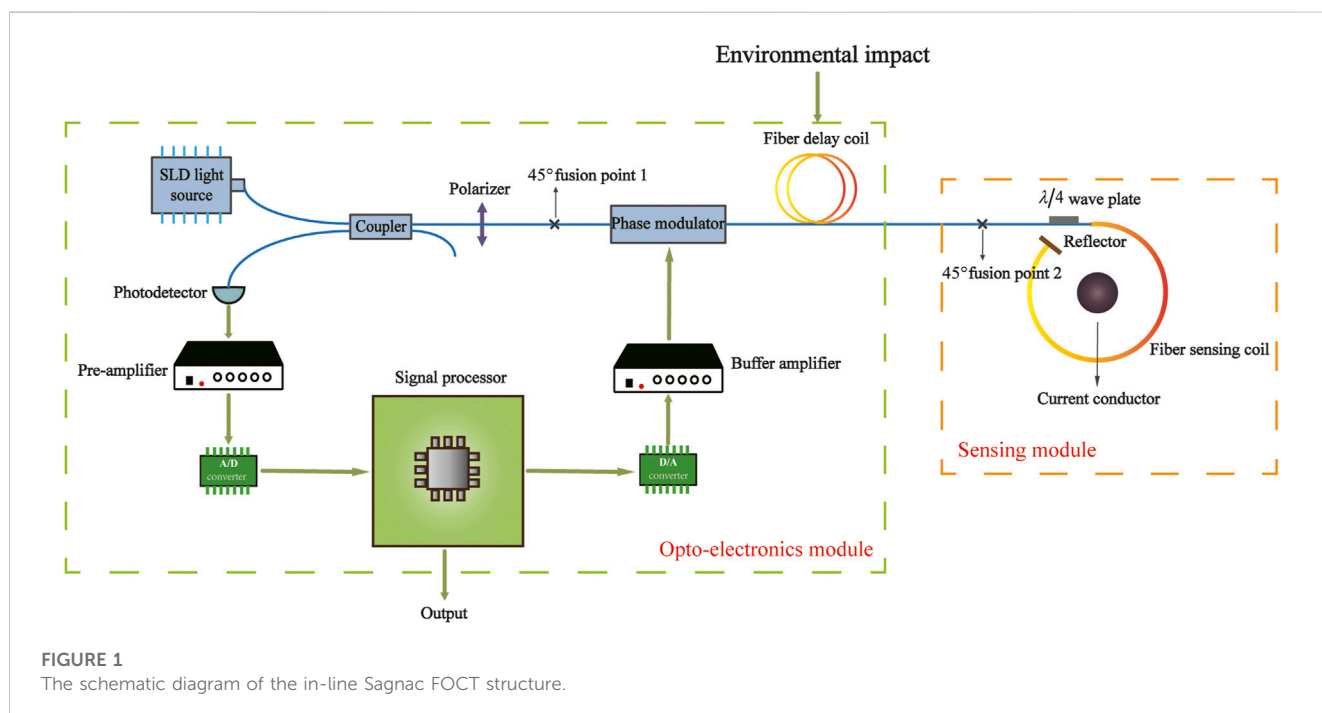 Environmental impact
Fiber delay coil
SLD light
source
Polarizer
45°fusion point 1
Coupler
Phase modulator
λ/4 wave plate
Reflector
45°fusion point 2
Photodetector
Fiber sensing coil
Pre-amplifier
Signal processor
Buffer amplifier
Current conductor
A/D
converter
D/A
converter
Sensing module
Opto-electronics module
Output
FIGURE 1
The schematic diagram of the in-line Sagnac FOCT structure.